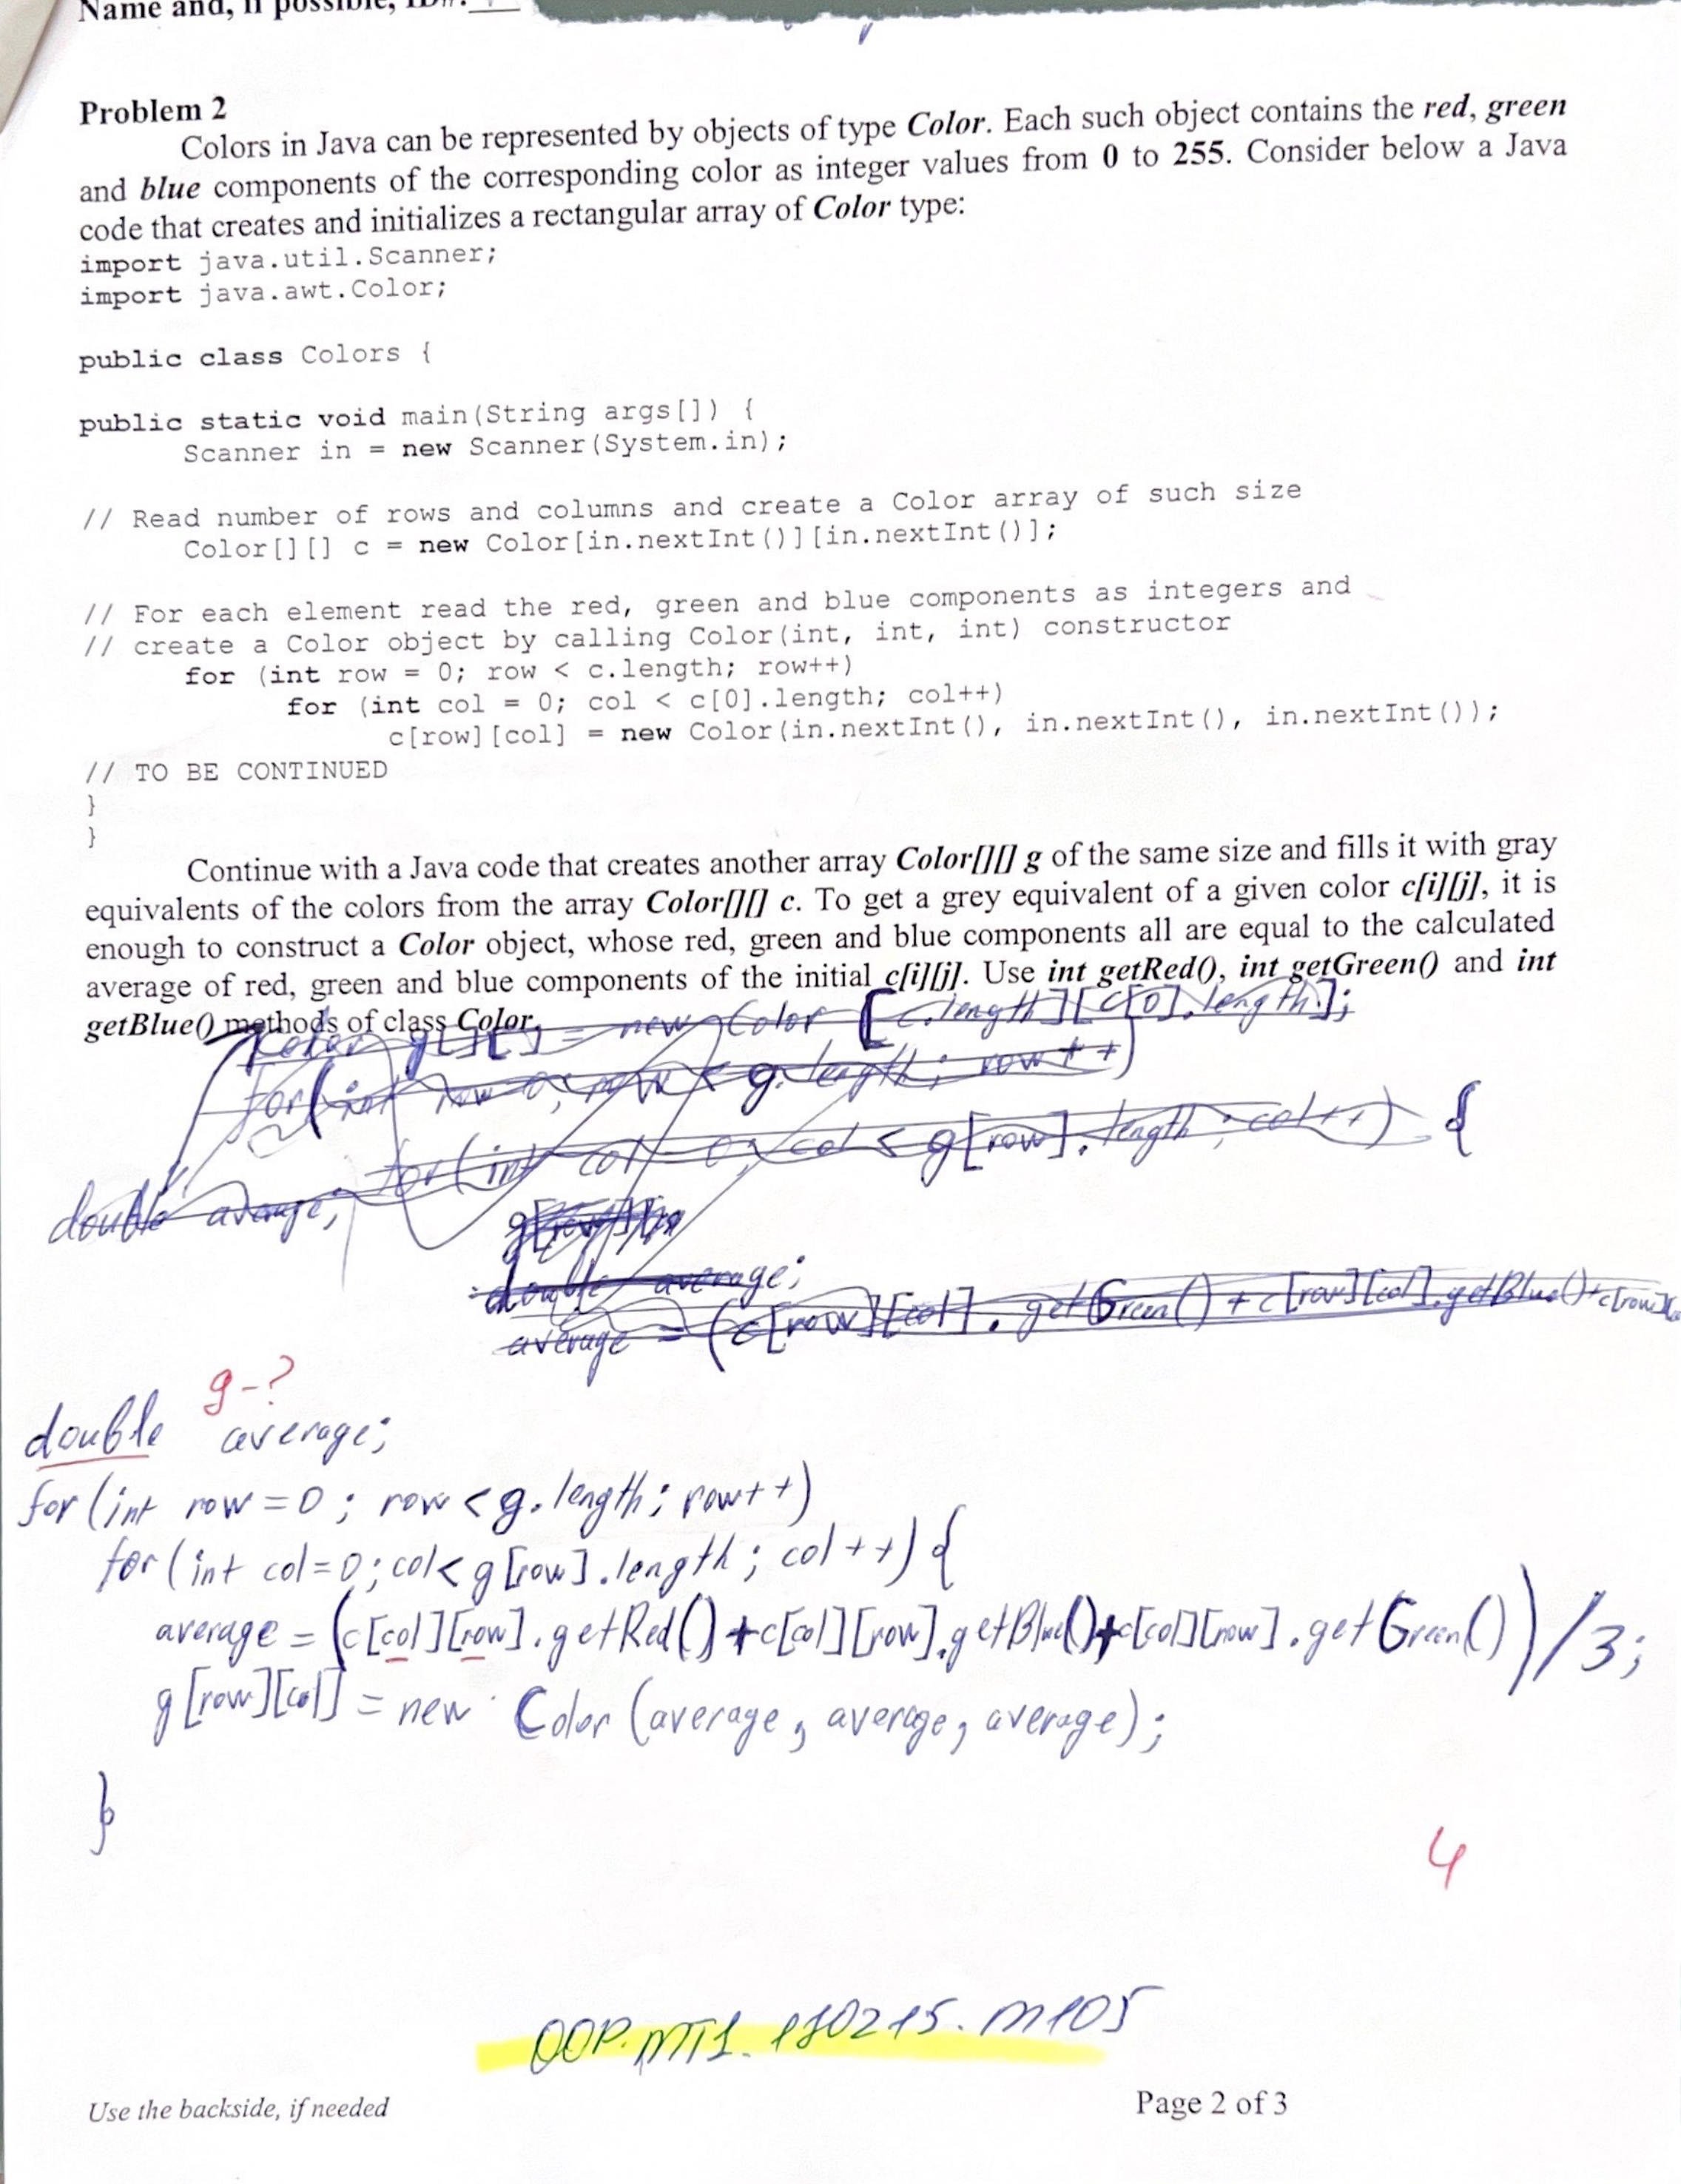 Name and, if possible, ID#:
Problem 2
Colors in Java can be represented by objects of type Color. Each such object contains the red, green
and blue components of the corresponding color as integer values from 0 to 255. Consider below a Java
code that creates and initializes a rectangular array of Color type:
import java.util.Scanner;
import java.awt.Color;
public class Colors {
public static void main(String args[]) {
Scanner in = new Scanner(System.in);
// Read number of rows and columns and create a Color array of such size
Color[][] c = new Color[in.nextInt()][in.nextInt()];
// For each element read the red, green and blue components as integers and
// create a Color object by calling Color(int, int, int) constructor
for (int row = 0; row < c.length; row++)
for (int col = 0; col < c[0].length; col++)
c[row][col] = new Color(in.nextInt(), in.nextInt(), in.nextInt());
// TO BE CONTINUED
}
}
Continue with a Java code that creates another array Color[][] g of the same size and fills it with gray
equivalents of the colors from the array Color[][] c. To get a grey equivalent of a given color c[i][j], it is
enough to construct a Color object, whose red, green and blue components all are equal to the calculated
average of red, green and blue components of the initial c[i][j]. Use int getRed(), int getGreen() and int
getBlue() methods of class Color.
Color g[][] = new Color [c.length][c[0].length];
for(int row = 0; row < g.length; row++)
for(int col = 0; col < g[row].length; col++) {
double average;
double average;
average = (c[row][col].getGreen() + c[row][col].getBlue() + c[row]
g-?
double average;
for (int row=0; row<g.length; row++)
for (int col=0; col<g[row].length; col++) {
average = (c[col][row].getRed()+c[col][row].getBlue()+c[col][row].getGreen())/3;
g[row][col] = new Color (average, average, average);
}
4
OOP.MT1.180215.M105
Use the backside, if needed
Page 2 of 3